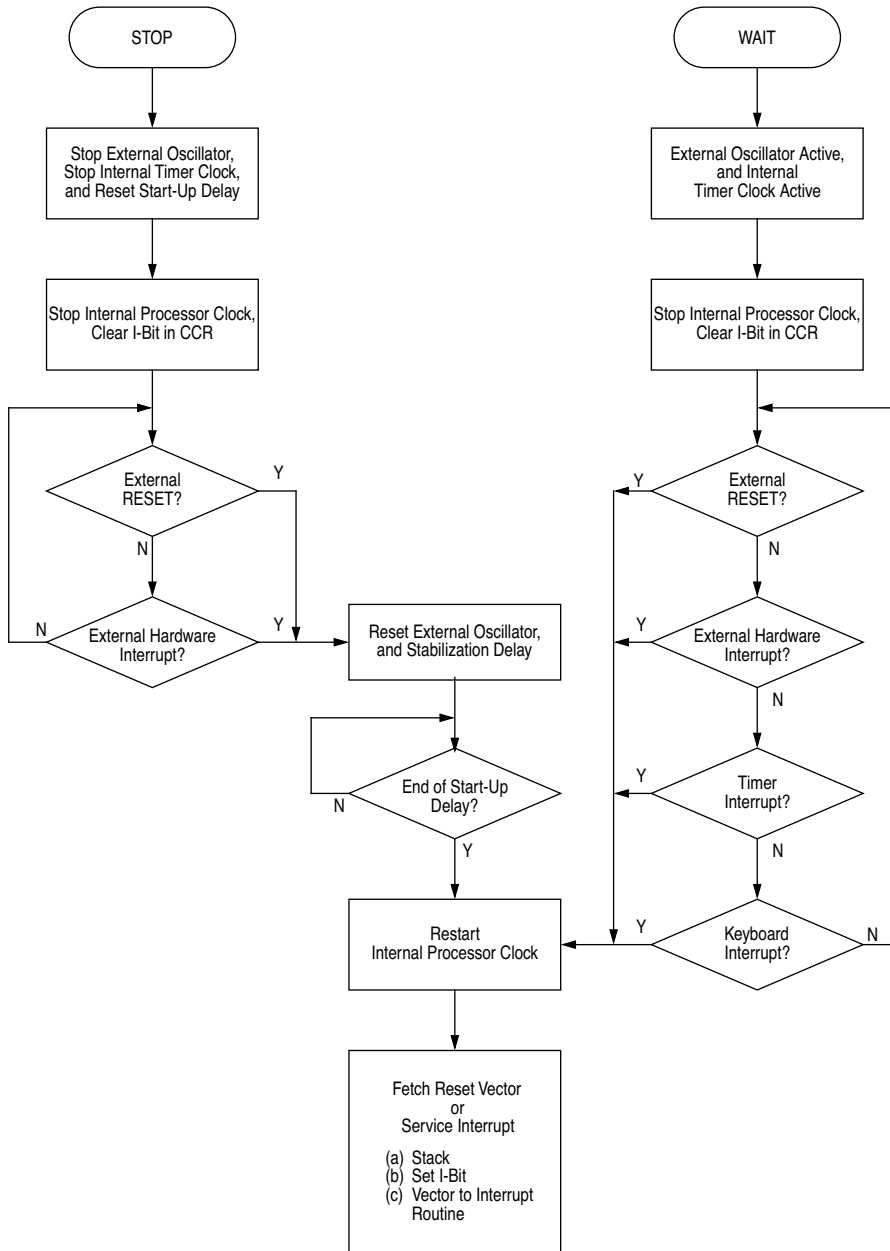 STOP
Stop External Oscillator,
Stop Internal Timer Clock,
and Reset Start-Up Delay
Stop Internal Processor Clock,
Clear I-Bit in CCR
External
RESET?
Y
N
External Hardware
Interrupt?
N
Y
Reset External Oscillator,
and Stabilization Delay
End of Start-Up
Delay?
N
Y
WAIT
External Oscillator Active,
and Internal
Timer Clock Active
Stop Internal Processor Clock,
Clear I-Bit in CCR
External
RESET?
Y
N
External Hardware
Interrupt?
Y
N
Timer
Interrupt?
Y
N
Keyboard
Interrupt?
Y
N
Restart
Internal Processor Clock
Fetch Reset Vector
or
Service Interrupt
(a) Stack
(b) Set I-Bit
(c) Vector to Interrupt
Routine